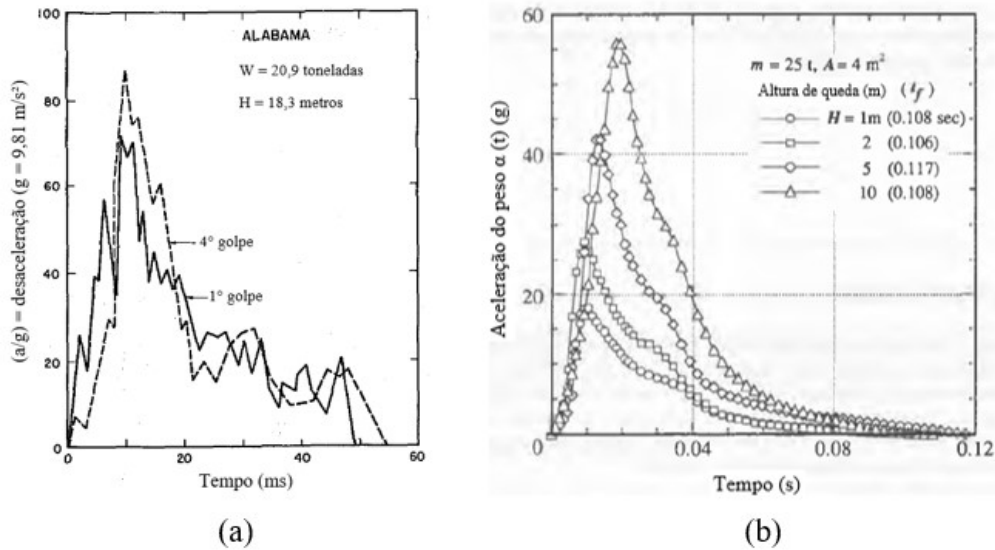 100
80
60
40
20
0
0
20
40
60
(a/g) = desaceleração (g = 9,81 m/s²)
Tempo (ms)
ALABAMA
W = 20,9 toneladas
H = 18,3 metros
4° golpe
1° golpe
(a)
60
40
20
0
0
0.04
0.08
0.12
Aceleração do peso α (t) (g)
Tempo (s)
m = 25 t, A = 4 m²
Altura de queda (m) (t_f)
H = 1m (0.108 sec)
2 (0.106)
5 (0.117)
10 (0.108)
(b)